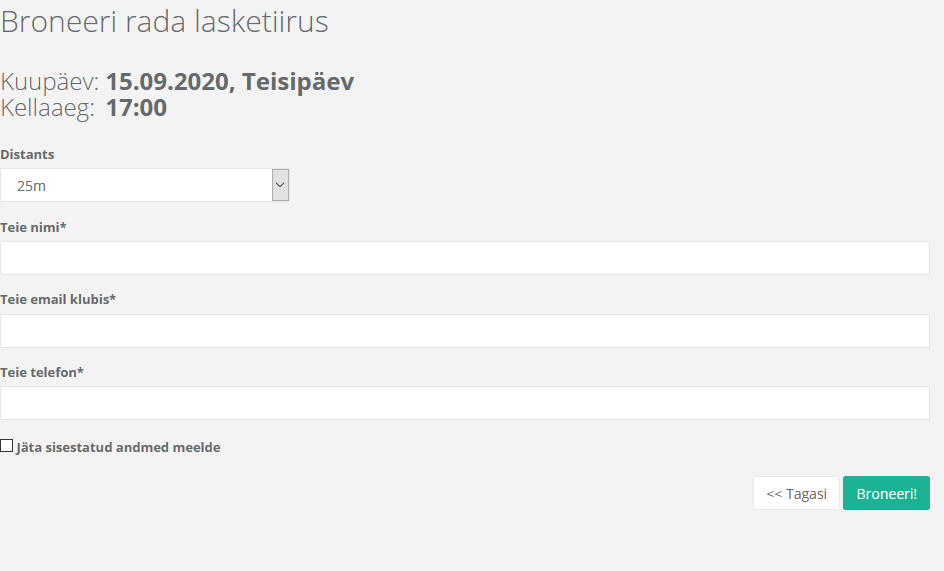 Broneeri rada lasketiirus
Kuupäev: 15.09.2020, Teisipäev
Kellaaeg: 17:00
Distants
25m
Teie nimi*
Teie email klubis*
Teie telefon*
Jäta sisestatud andmed meelde
<< Tagasi
Broneeri!